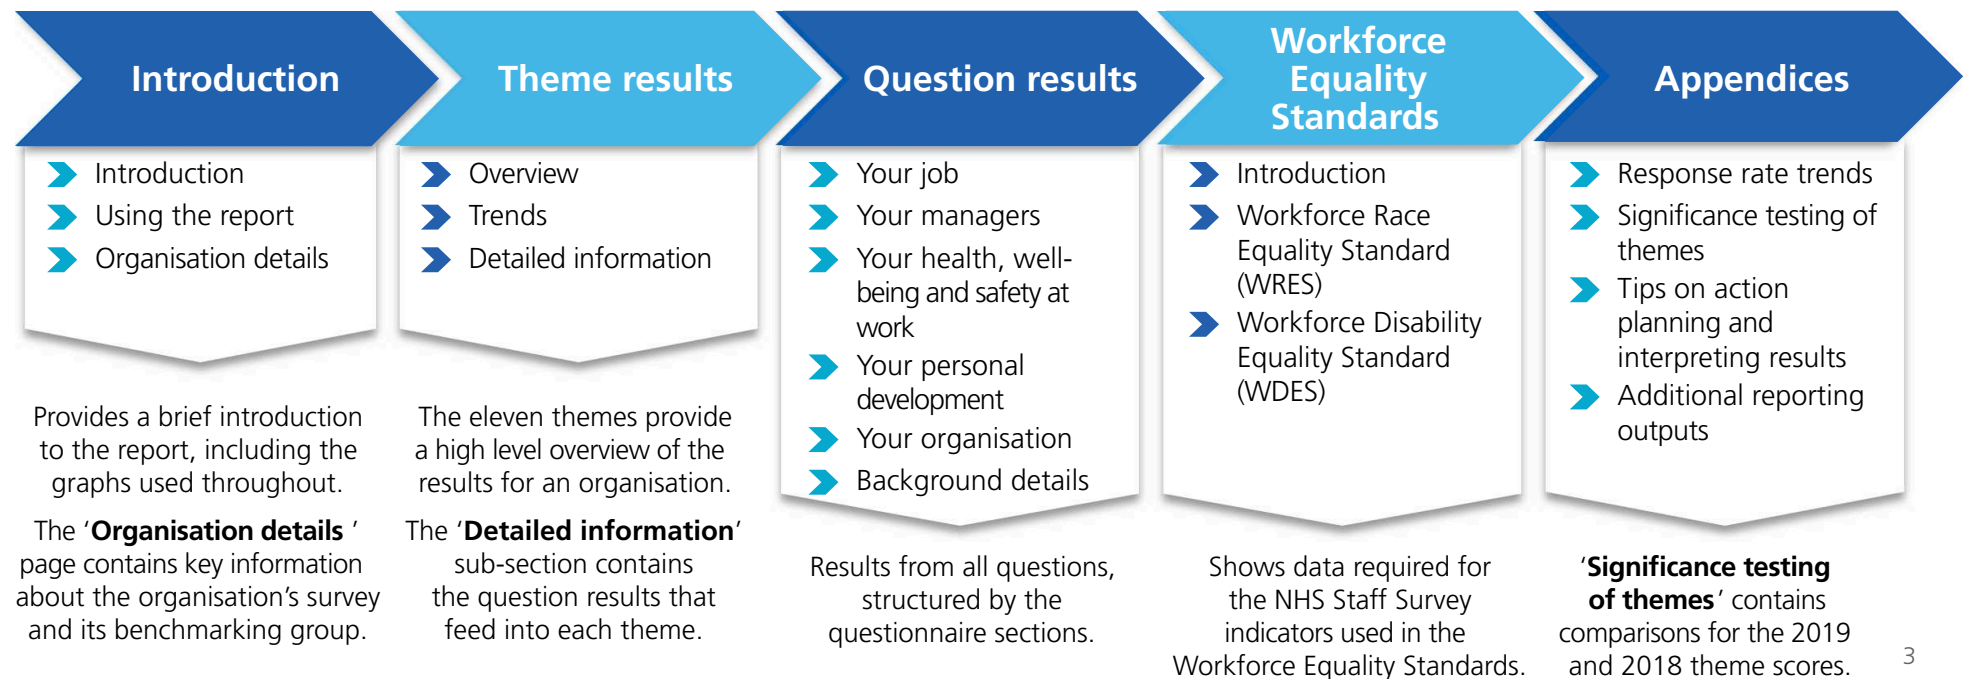 Introduction
Introduction
Using the report
Organisation details
Provides a brief introduction
to the report, including the
graphs used throughout.
The ‘Organisation details ’
page contains key information
about the organisation’s survey
and its benchmarking group.
Theme results
Overview
Trends
Detailed information
The eleven themes provide
a high level overview of the
results for an organisation.
The ‘Detailed information’
sub-section contains
the question results that
feed into each theme.
Question results
Your job
Your managers
Your health, well-
being and safety at
work
Your personal
development
Your organisation
Background details
Results from all questions,
structured by the
questionnaire sections.
Workforce
Equality
Standards
Introduction
Workforce Race
Equality Standard
(WRES)
Workforce Disability
Equality Standard
(WDES)
Shows data required for
the NHS Staff Survey
indicators used in the
Workforce Equality Standards.
Appendices
Response rate trends
Significance testing of
themes
Tips on action
planning and
interpreting results
Additional reporting
outputs
‘Significance testing
of themes’ contains
comparisons for the 2019
and 2018 theme scores.
3